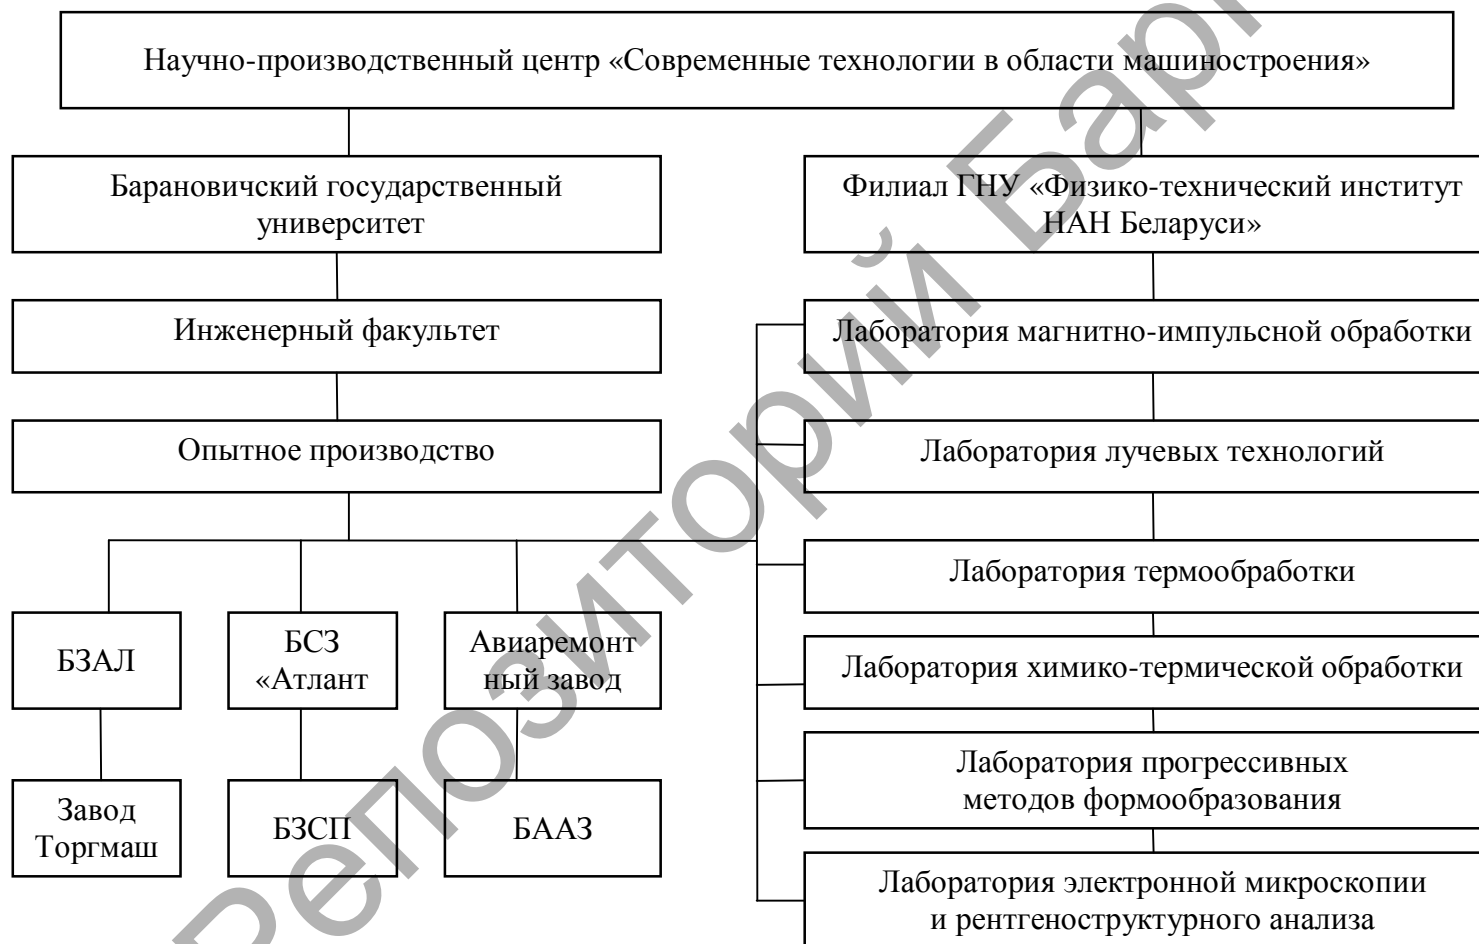 Научно-производственный центр «Современные технологии в области машиностроения»
Барановичский государственный
университет
Филиал ГНУ «Физико-технический институт
НАН Беларуси»
Инженерный факультет
Лаборатория магнитно-импульсной обработки
Опытное производство
Лаборатория лучевых технологий
Лаборатория термообработки
БЗАЛ
БСЗ
«Атлант
Авиаремонт
ный завод
Лаборатория химико-термической обработки
Завод
Торгмаш
БЗСП
БААЗ
Лаборатория прогрессивных
методов формообразования
Лаборатория электронной микроскопии
и рентгеноструктурного анализа
Репозиторий